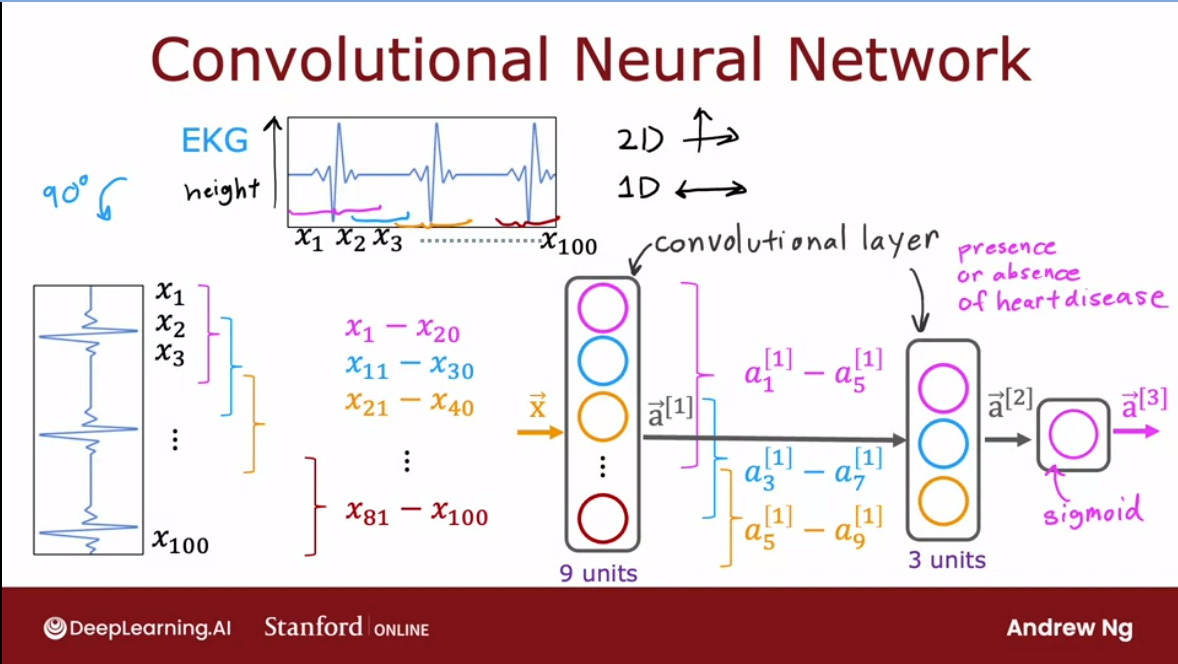 Convolutional Neural Network
EKG
height
90°
2D
1D
x₁ x₂ x₃ ............ x₁₀₀
convolutional layer
presence
or absence
of heart disease
x₁
x₂
x₃
⋮
x₁₀₀
x₁ − x₂₀
x₁₁ − x₃₀
x₂₁ − x₄₀
⋮
x₈₁ − x₁₀₀
x⃗
⋮
9 units
a⃗^[1]
a₁^[1] − a₅^[1]
a₃^[1] − a₇^[1]
a₅^[1] − a₉^[1]
3 units
a⃗^[2]
a⃗^[3]
sigmoid
DeepLearning.AI
Stanford | ONLINE
Andrew Ng